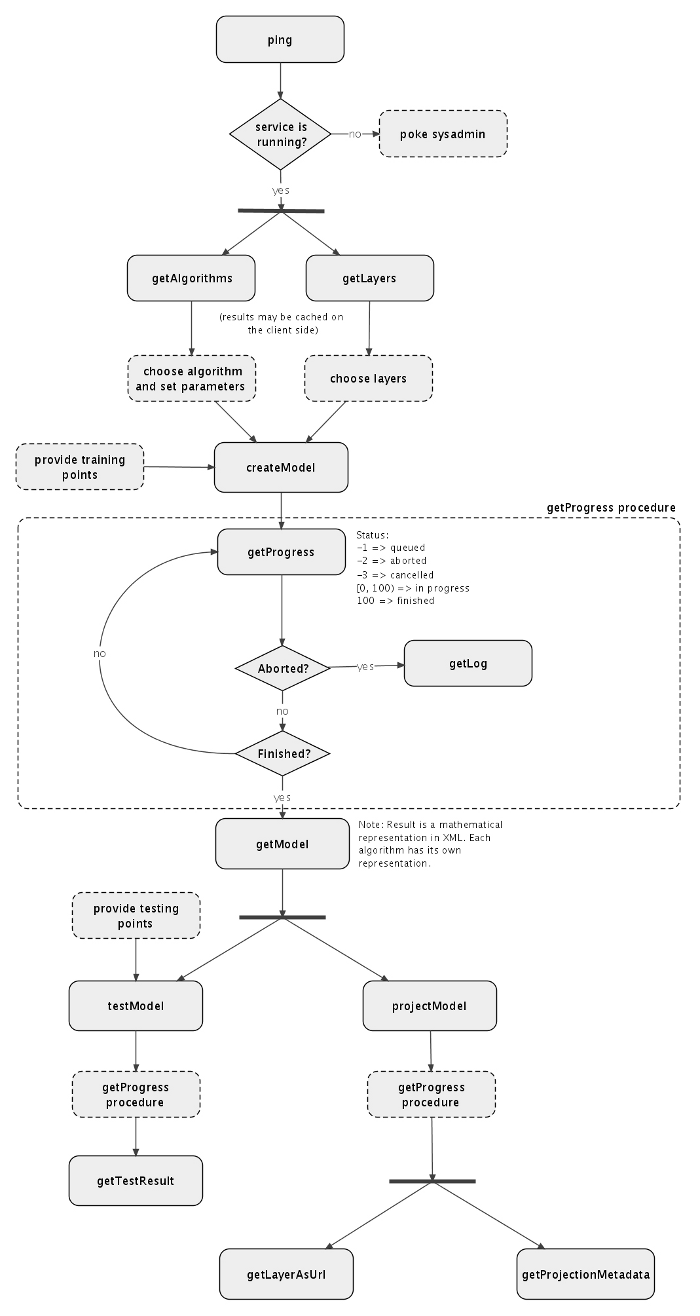 ping
service is
running?
no
poke sysadmin
yes
getAlgorithms
getLayers
(results may be cached on
the client side)
choose algorithm
and set parameters
choose layers
provide training
points
createModel
getProgress procedure
getProgress
Status:
-1 => queued
-2 => aborted
-3 => cancelled
[0, 100) => in progress
100 => finished
no
Aborted?
yes
getLog
no
Finished?
yes
getModel
Note: Result is a mathematical
representation in XML. Each
algorithm has its own
representation.
provide testing
points
testModel
projectModel
getProgress
procedure
getProgress
procedure
getTestResult
getLayerAsUrl
getProjectionMetadata